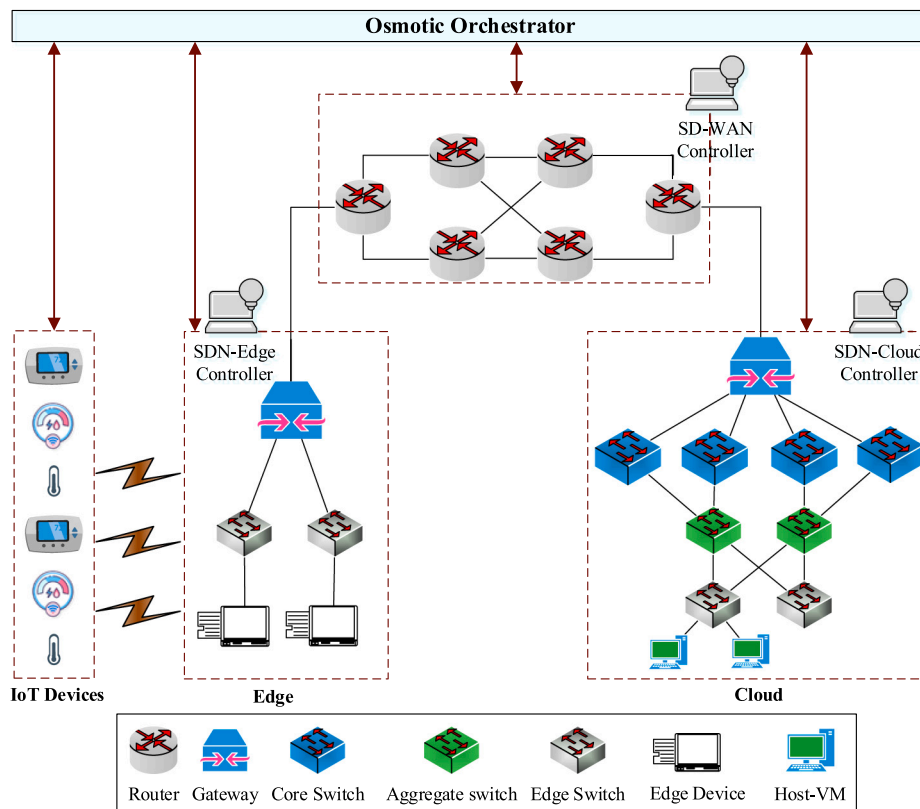 Osmotic Orchestrator
SD-WAN
Controller
SDN-Edge
Controller
SDN-Cloud
Controller
IoT Devices
Edge
Cloud
Router
Gateway
Core Switch
Aggregate switch
Edge Switch
Edge Device
Host-VM